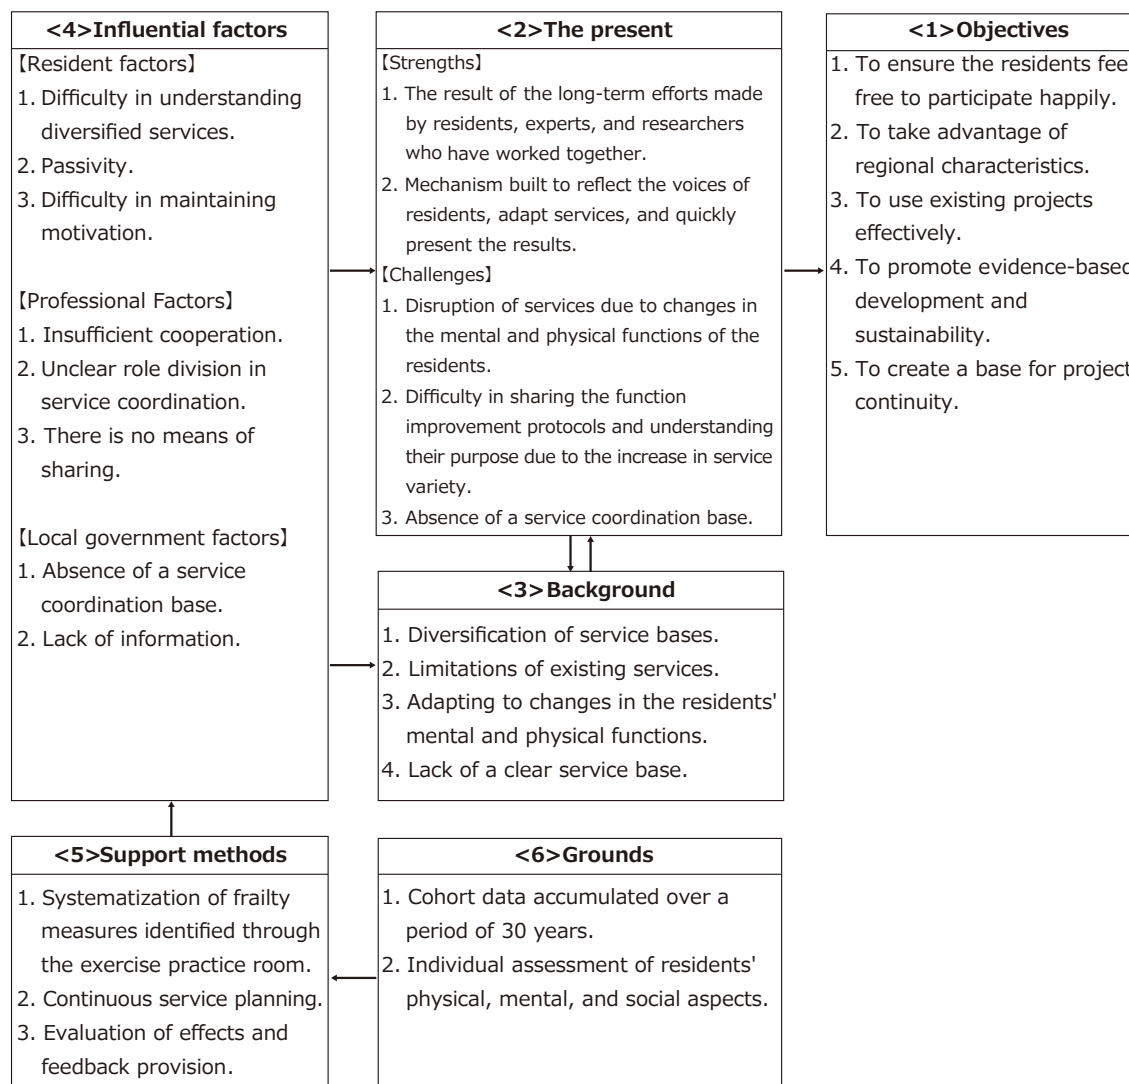 <4>Influential factors
【Resident factors】
1. Difficulty in understanding
diversified services.
2. Passivity.
3. Difficulty in maintaining
motivation.
【Professional Factors】
1. Insufficient cooperation.
2. Unclear role division in
service coordination.
3. There is no means of
sharing.
【Local government factors】
1. Absence of a service
coordination base.
2. Lack of information.
<2>The present
【Strengths】
1. The result of the long-term efforts made
by residents, experts, and researchers
who have worked together.
2. Mechanism built to reflect the voices of
residents, adapt services, and quickly
present the results.
【Challenges】
1. Disruption of services due to changes in
the mental and physical functions of the
residents.
2. Difficulty in sharing the function
improvement protocols and understanding
their purpose due to the increase in service
variety.
3. Absence of a service coordination base.
<1>Objectives
1. To ensure the residents fee
free to participate happily.
2. To take advantage of
regional characteristics.
3. To use existing projects
effectively.
4. To promote evidence-based
development and
sustainability.
5. To create a base for project
continuity.
<3>Background
1. Diversification of service bases.
2. Limitations of existing services.
3. Adapting to changes in the residents'
mental and physical functions.
4. Lack of a clear service base.
<5>Support methods
1. Systematization of frailty
measures identified through
the exercise practice room.
2. Continuous service planning.
3. Evaluation of effects and
feedback provision.
<6>Grounds
1. Cohort data accumulated over a
period of 30 years.
2. Individual assessment of residents'
physical, mental, and social aspects.